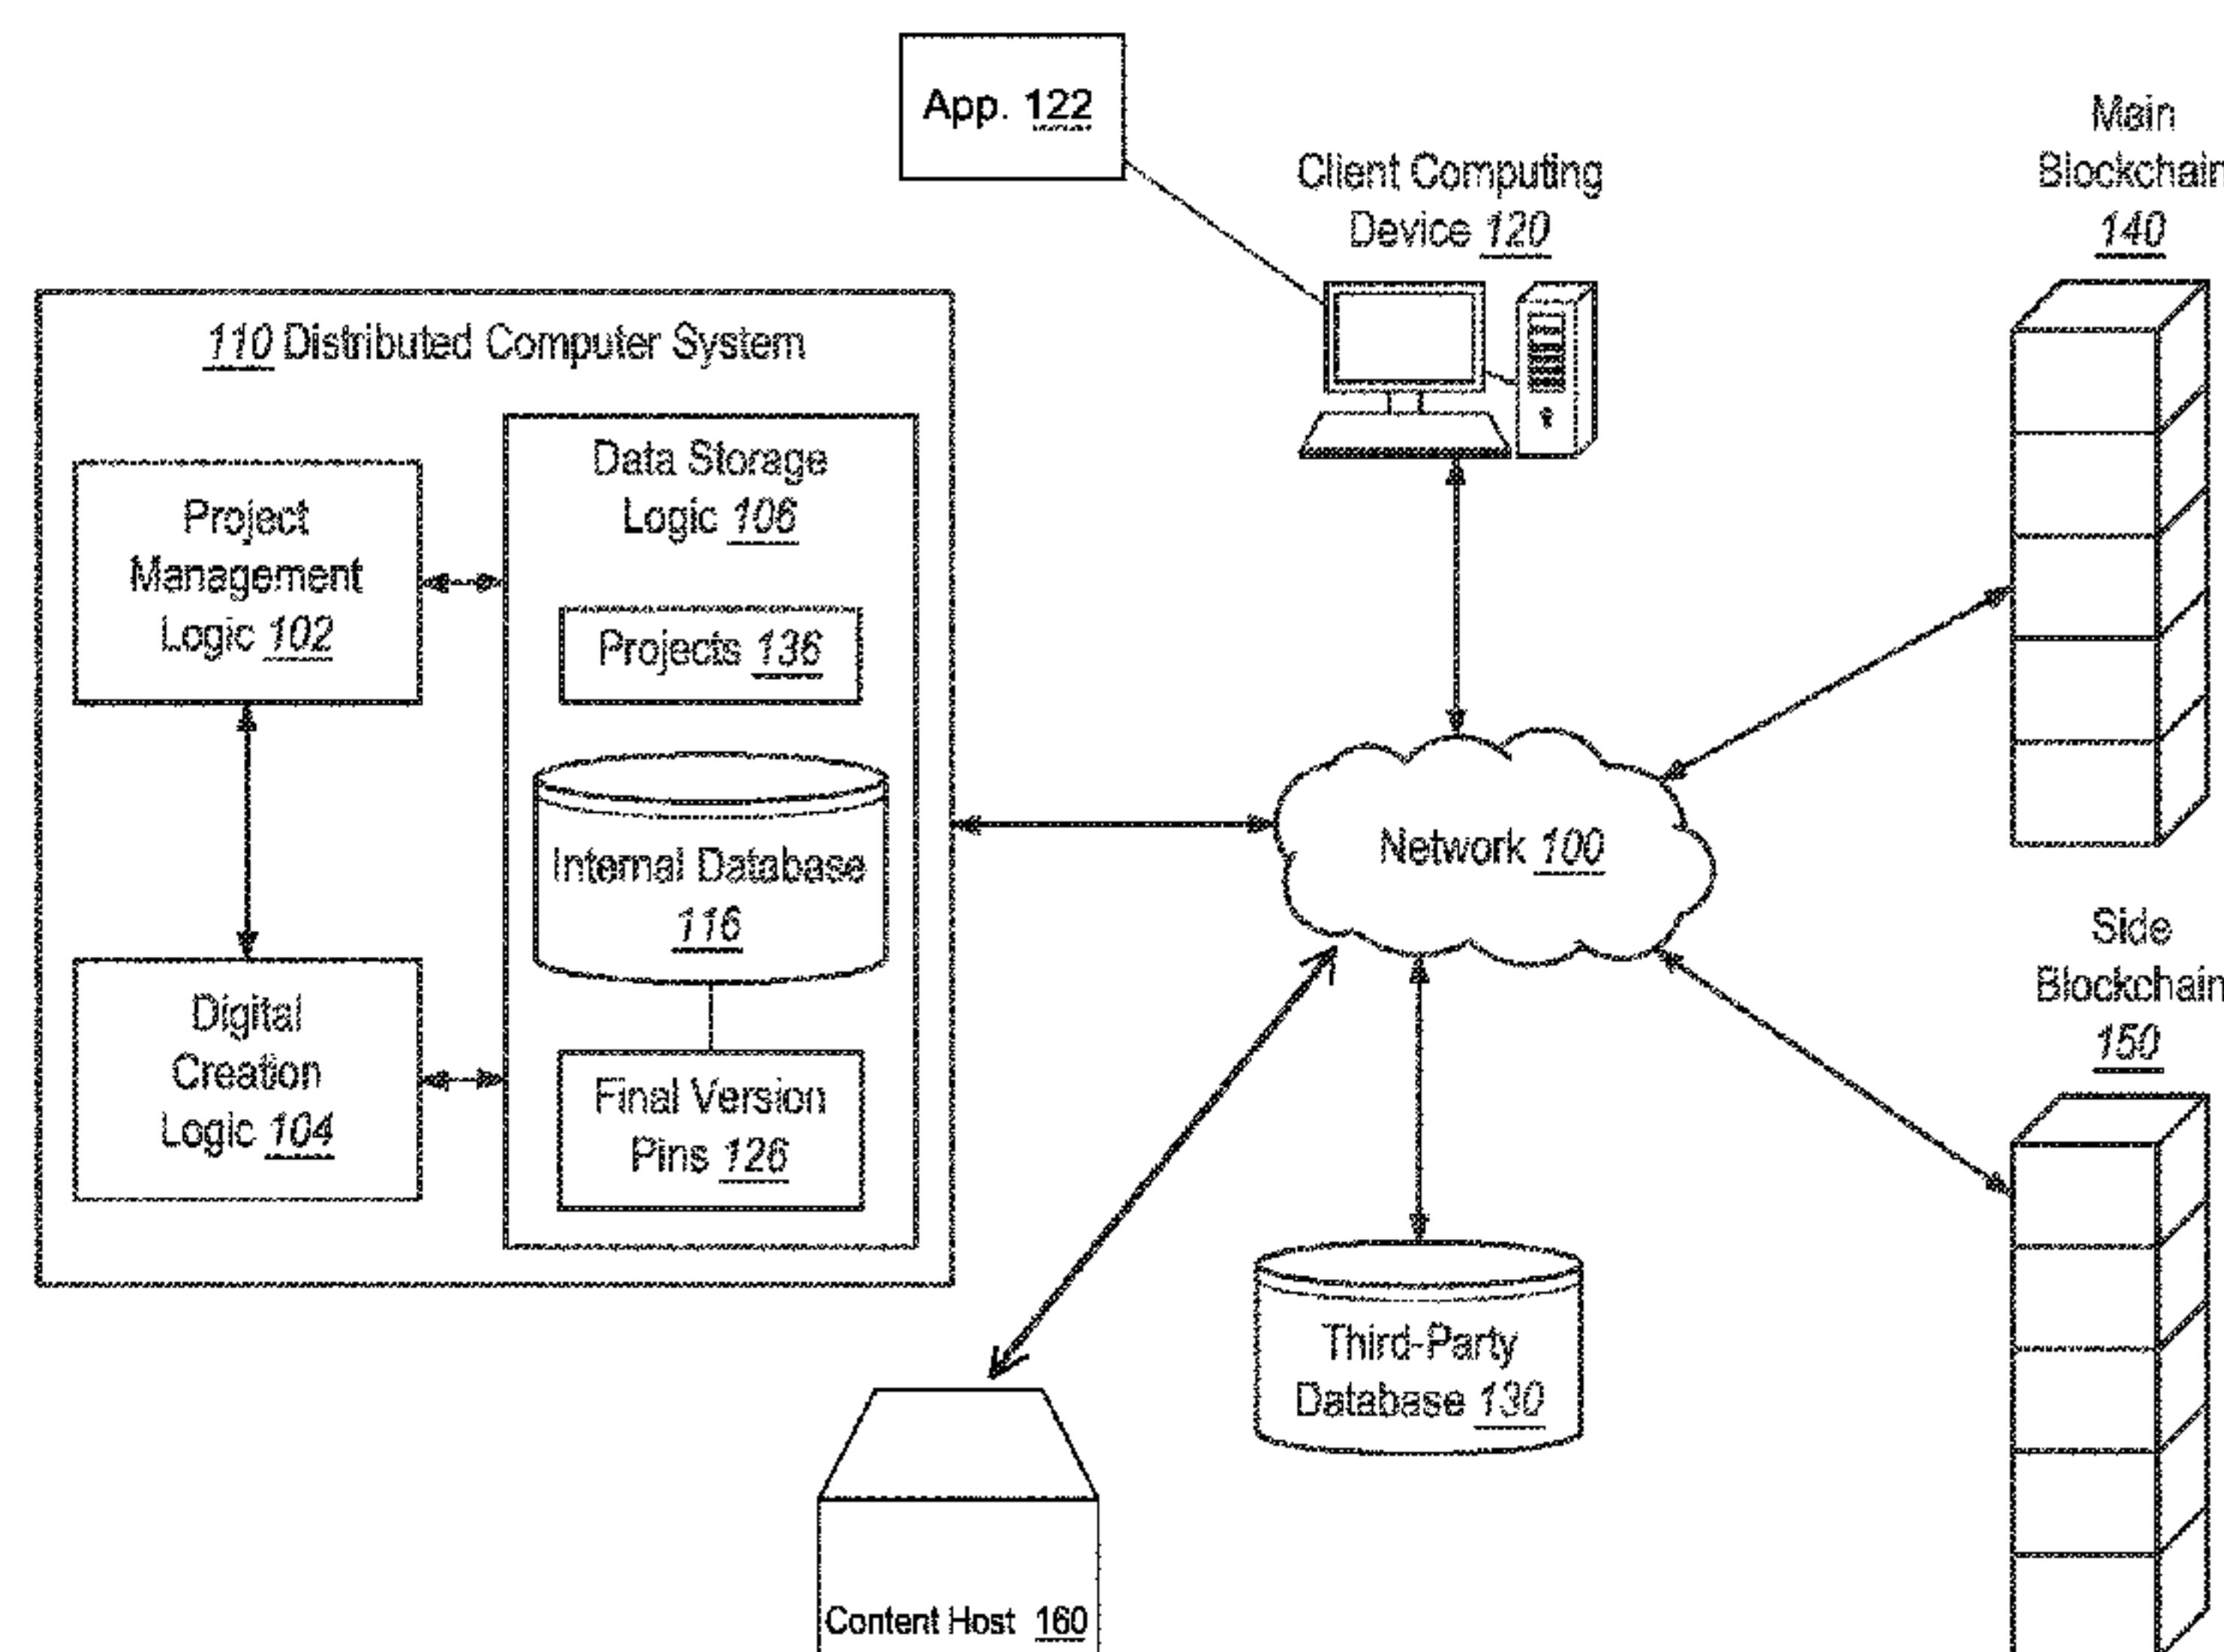 App. 122
Client Computing
Device 120
Main
Blockchain
140
110 Distributed Computer System
Project
Management
Logic 102
Data Storage
Logic 106
Projects 136
Internal Database
116
Final Version
Pins 126
Digital
Creation
Logic 104
Network 100
Side
Blockchain
150
Third-Party
Database 130
Content Host 160